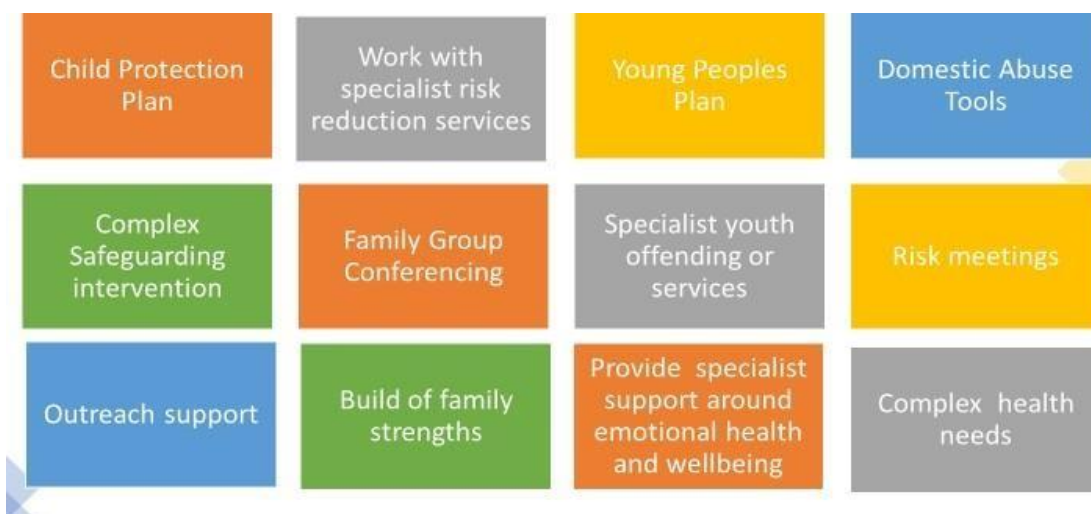 Child Protection
Plan
Work with
specialist risk
reduction services
Young Peoples
Plan
Domestic Abuse
Tools
Complex
Safeguarding
intervention
Family Group
Conferencing
Specialist youth
offending or
services
Risk meetings
Outreach support
Build of family
strengths
Provide specialist
support around
emotional health
and wellbeing
Complex health
needs